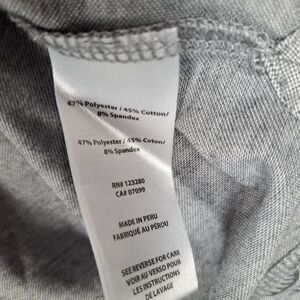 47% Polyester / 45% Cotton/
8% Spandex
47% Polyester / 45% Cotton/
8% Spandex
RN# 123280
CA# 07099
MADE IN PERU
FABRIQUÉ AU PÉROU
SEE REVERSE FOR CARE
VOIR AU VERSO POUR
LES INSTRUCTIONS
DE LAVAGE